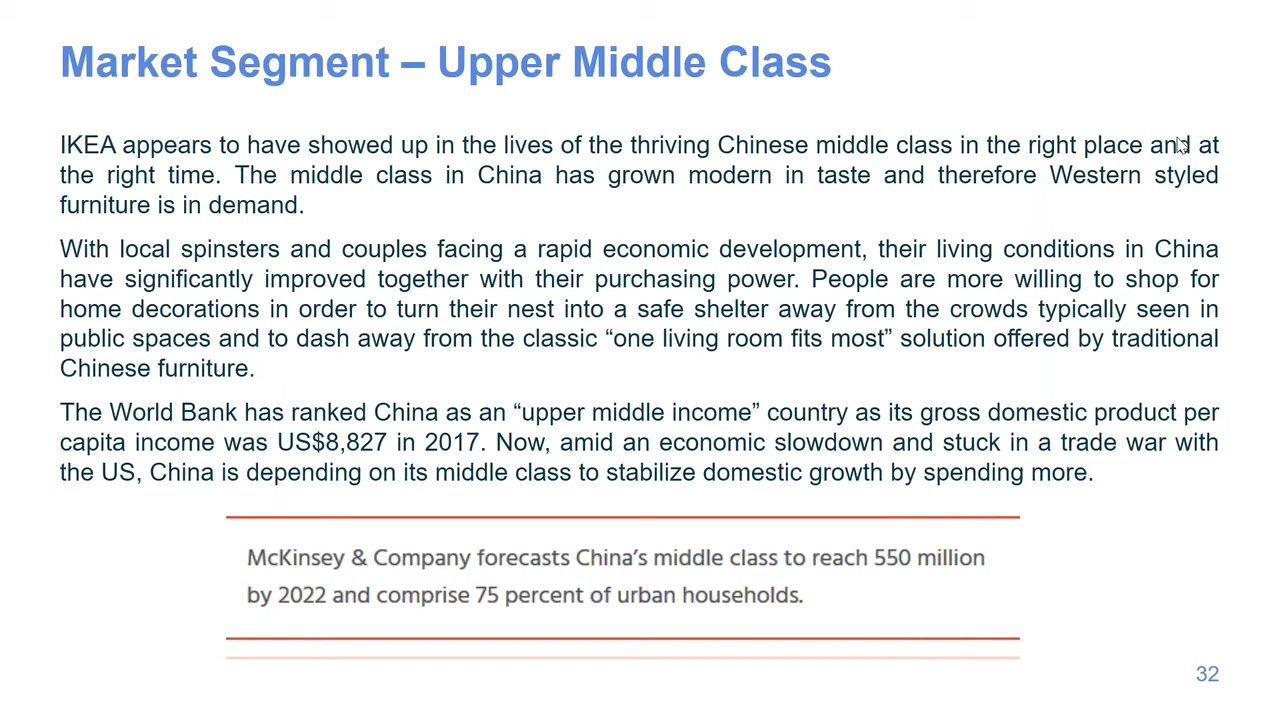 Market Segment – Upper Middle Class
IKEA appears to have showed up in the lives of the thriving Chinese middle class in the right place and at
the right time. The middle class in China has grown modern in taste and therefore Western styled
furniture is in demand.
With local spinsters and couples facing a rapid economic development, their living conditions in China
have significantly improved together with their purchasing power. People are more willing to shop for
home decorations in order to turn their nest into a safe shelter away from the crowds typically seen in
public spaces and to dash away from the classic “one living room fits most” solution offered by traditional
Chinese furniture.
The World Bank has ranked China as an “upper middle income” country as its gross domestic product per
capita income was US$8,827 in 2017. Now, amid an economic slowdown and stuck in a trade war with
the US, China is depending on its middle class to stabilize domestic growth by spending more.
McKinsey & Company forecasts China’s middle class to reach 550 million
by 2022 and comprise 75 percent of urban households.
32